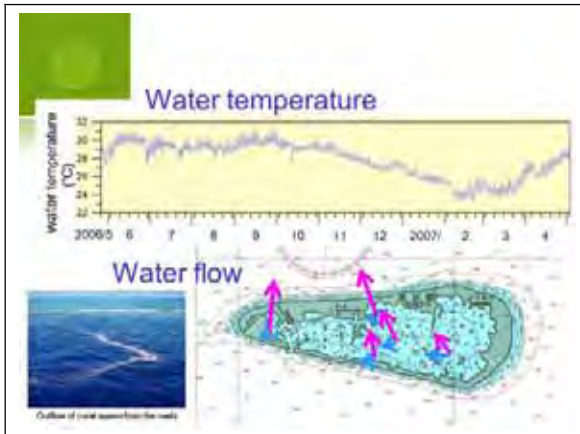 Water temperature
water temperature
(℃)
32
30
28
26
24
22
2006/5 6 7 8 9 10 11 12 2007/ 2 3 4
Water flow
Outflow of coral spawn from the reefs